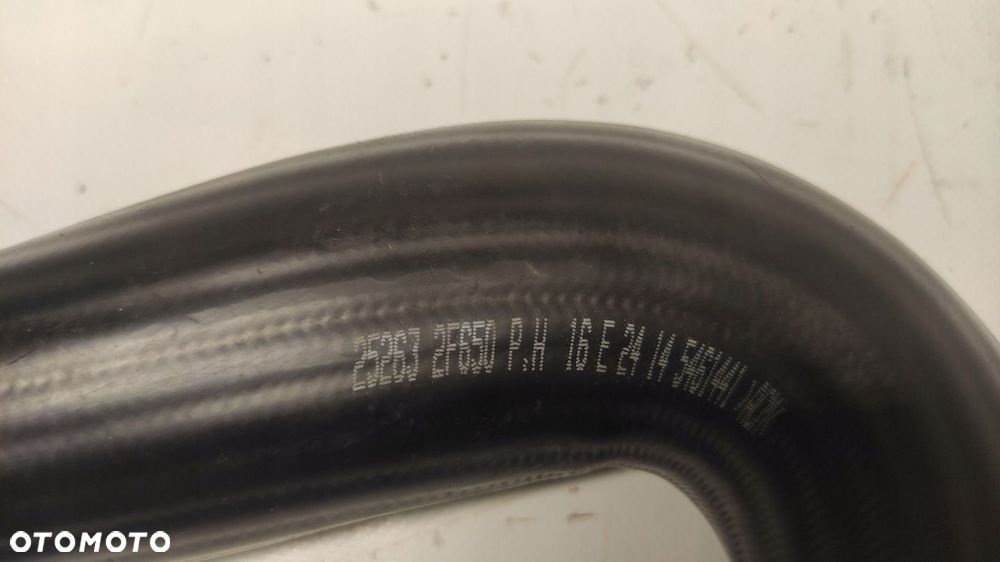 25263 2F650 P.H 16 E 24 14
OTOMOTO